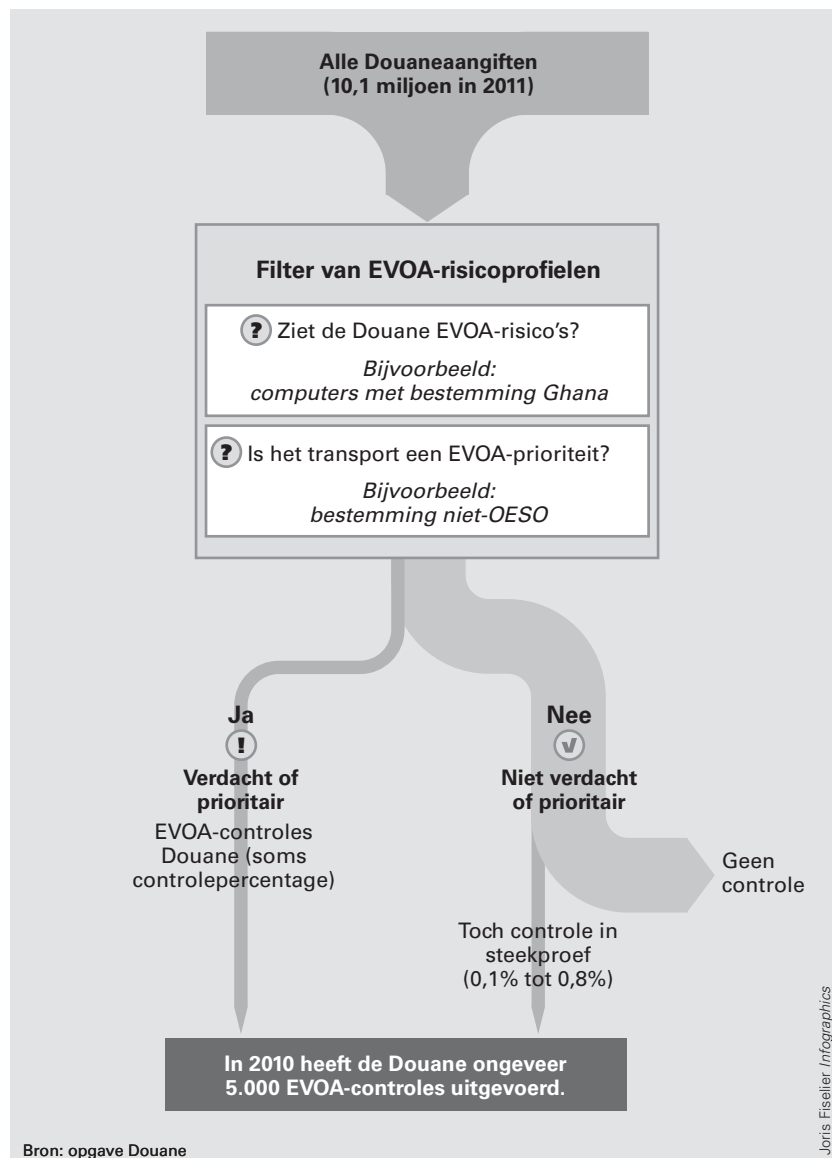 Alle Douaneaangiften
(10,1 miljoen in 2011)
Filter van EVOA-risicoprofielen
? Ziet de Douane EVOA-risico's?
Bijvoorbeeld:
computers met bestemming Ghana
? Is het transport een EVOA-prioriteit?
Bijvoorbeeld:
bestemming niet-OESO
Ja
!
Verdacht of
prioritair
EVOA-controles
Douane (soms
controlepercentage)
Nee
Niet verdacht
of prioritair
Geen
controle
Toch controle in
steekproef
(0,1% tot 0,8%)
In 2010 heeft de Douane ongeveer
5.000 EVOA-controles uitgevoerd.
Bron: opgave Douane
Joris Fiselier Infographics